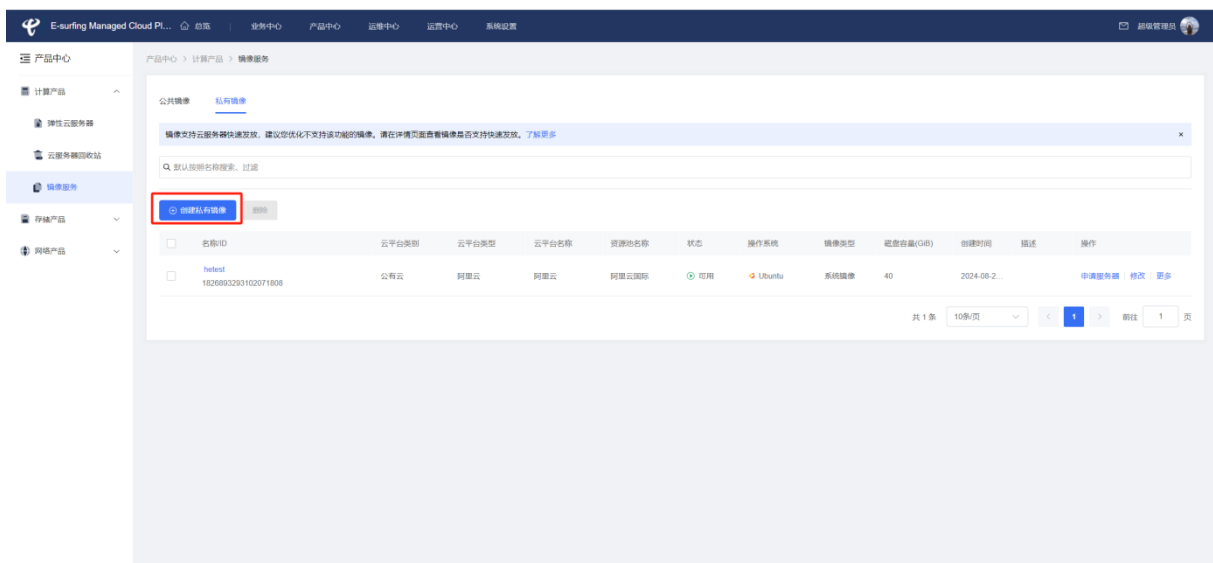 E-surfing Managed Cloud Pl... 总览 业务中心 产品中心 运维中心 运营中心 系统设置 超级管理员
产品中心
产品中心 > 计算产品 > 镜像服务
计算产品
弹性云服务器
云服务器回收站
镜像服务
存储产品
网络产品
公共镜像 私有镜像
镜像支持云服务器快速发放，建议您优化不支持该功能的镜像。请在详情页面查看镜像是否支持快速发放。了解更多 ×
默认按照名称搜索、过滤
创建私有镜像 删除
名称/ID 云平台类别 云平台类型 云平台名称 资源池名称 状态 操作系统 镜像类型 磁盘容量(GiB) 创建时间 描述 操作
hetest
1826893293102071808
公有云 阿里云 阿里云 阿里云国际 可用 Ubuntu 系统镜像 40 2024-08-2... 申请服务器 修改 更多
共 1 条 10条/页 < 1 > 前往 1 页